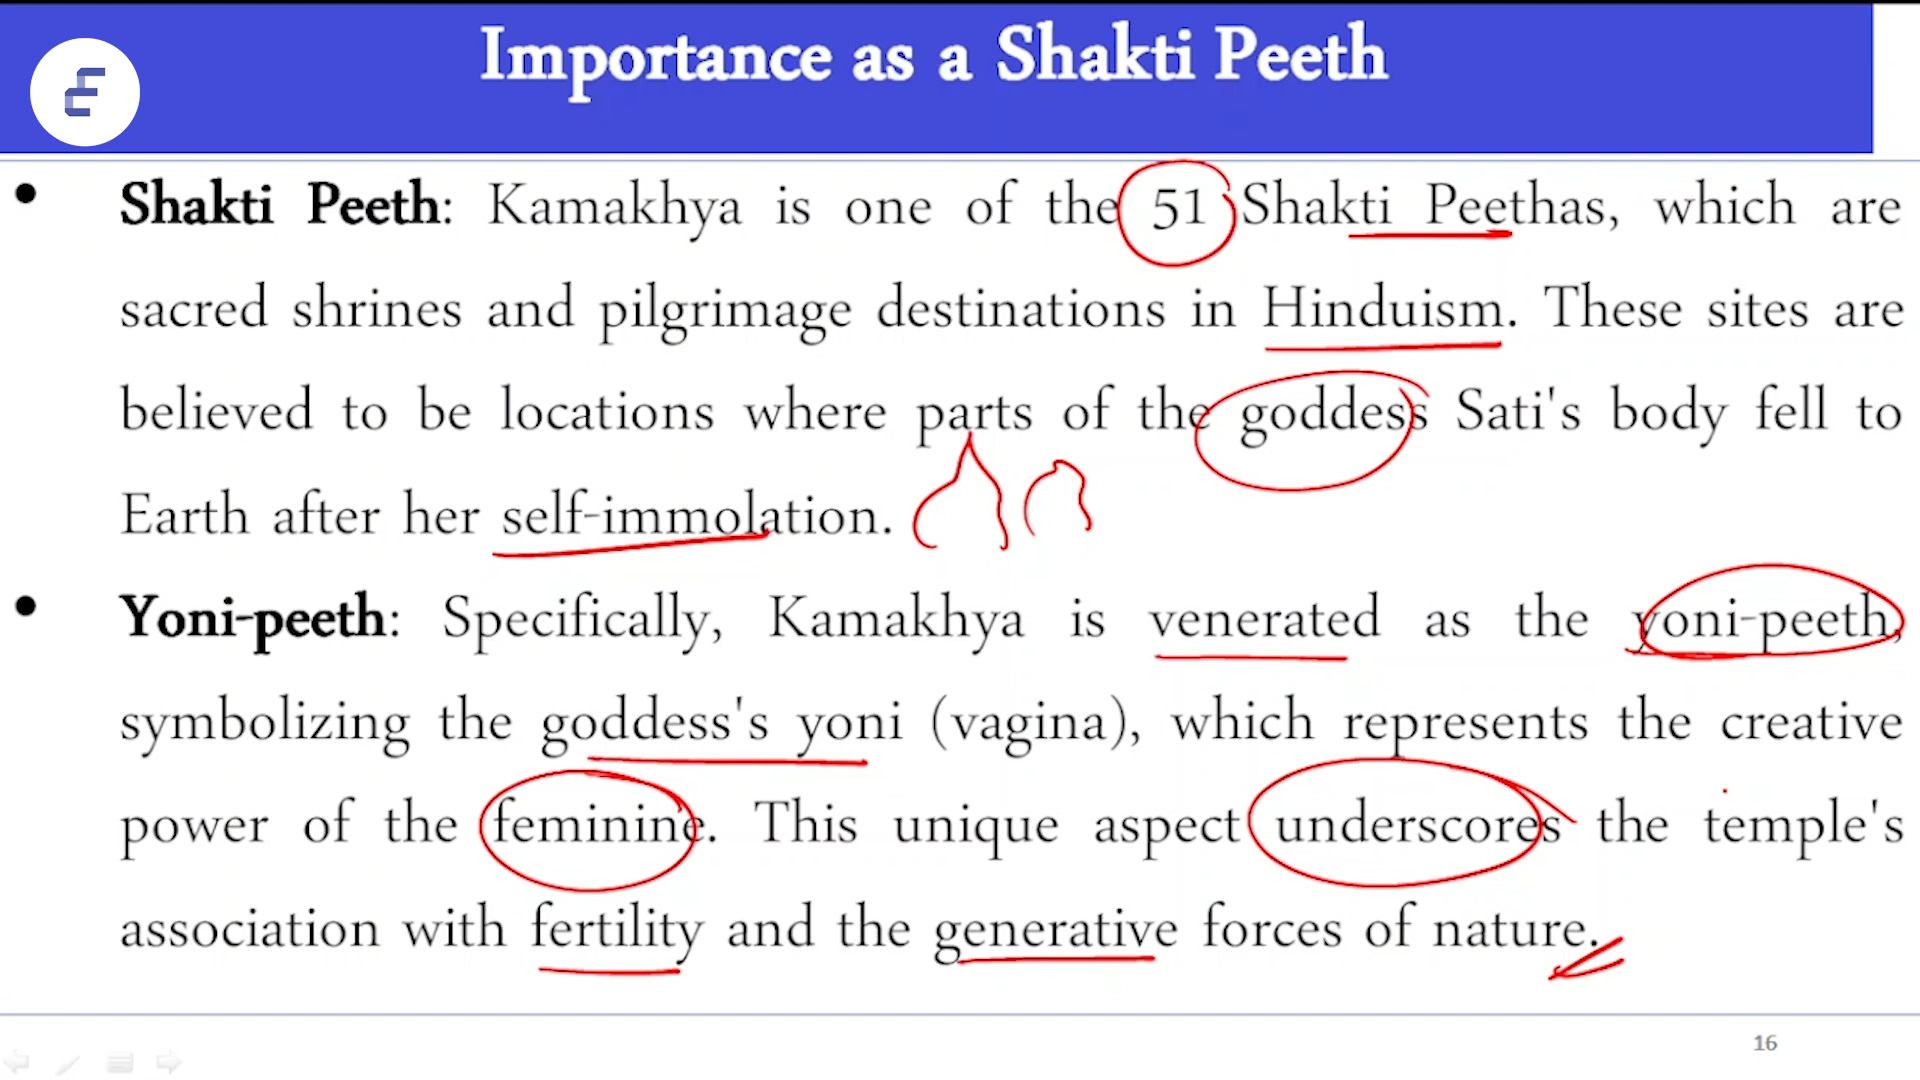 Importance as a Shakti Peeth
• Shakti Peeth: Kamakhya is one of the 51 Shakti Peethas, which are
sacred shrines and pilgrimage destinations in Hinduism. These sites are
believed to be locations where parts of the goddess Sati's body fell to
Earth after her self-immolation.
• Yoni-peeth: Specifically, Kamakhya is venerated as the yoni-peeth,
symbolizing the goddess's yoni (vagina), which represents the creative
power of the feminine. This unique aspect underscores the temple's
association with fertility and the generative forces of nature.
16